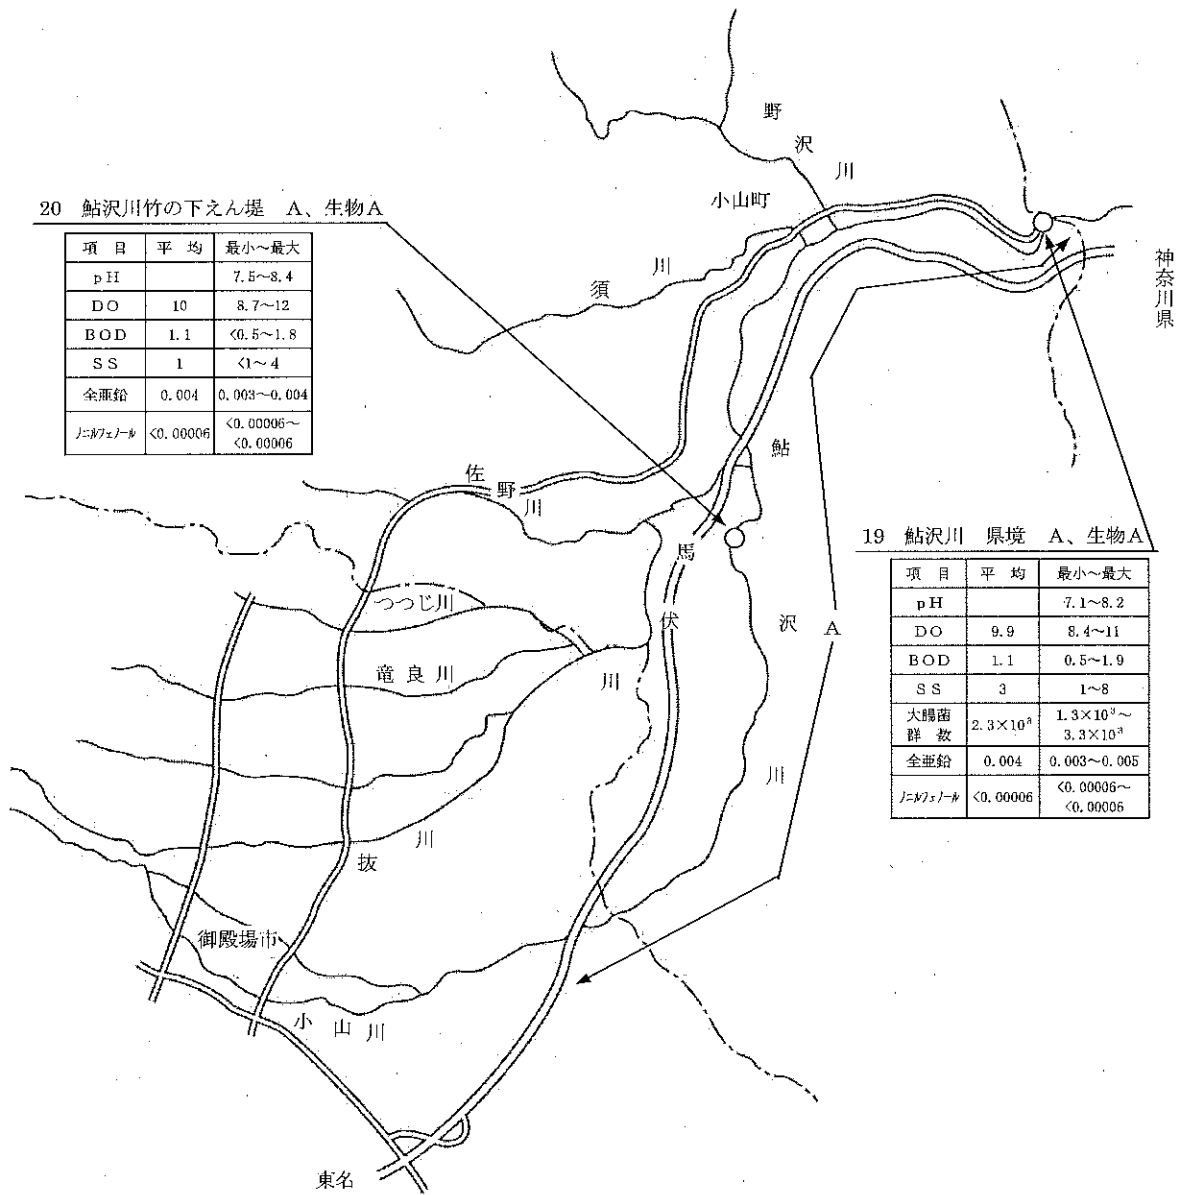 野沢川
小山町
20 鮎沢川竹の下えん堤 A、生物A
項目 平均 最小～最大
pH 7.5～8.4
DO 10 8.7～12
BOD 1.1 <0.5～1.8
SS 1 <1～4
全亜鉛 0.004 0.003～0.004
ﾉﾆﾙﾌｪﾉｰﾙ <0.00006 <0.00006～
<0.00006
須川
神奈川県
鮎沢川
佐野川
馬伏川
A
19 鮎沢川 県境 A、生物A
項目 平均 最小～最大
pH 7.1～8.2
DO 9.9 8.4～11
BOD 1.1 0.5～1.9
SS 3 1～8
大腸菌
群数 2.3×10³ 1.3×10³～
3.3×10³
全亜鉛 0.004 0.003～0.005
ﾉﾆﾙﾌｪﾉｰﾙ <0.00006 <0.00006～
<0.00006
つつじ川
竜良川
抜川
御殿場市
小山川
東名